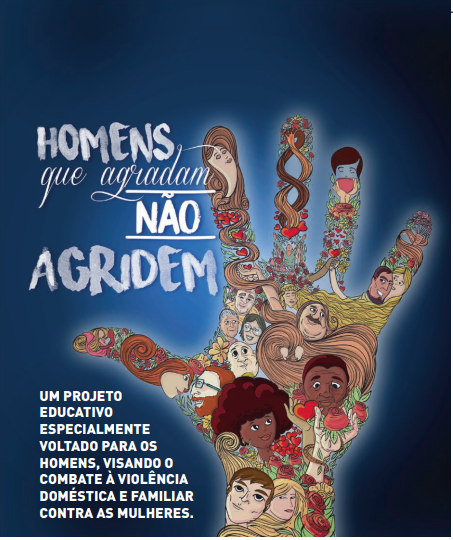 HOMENS
que agradam
NÃO
AGRIDEM
UM PROJETO
EDUCATIVO
ESPECIALMENTE
VOLTADO PARA OS
HOMENS, VISANDO O
COMBATE À VIOLÊNCIA
DOMÉSTICA E FAMILIAR
CONTRA AS MULHERES.